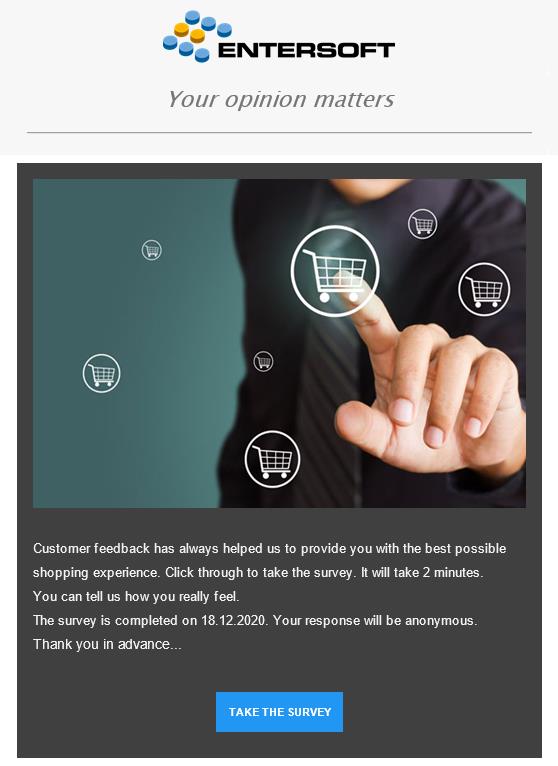 ENTERSOFT
Your opinion matters
Customer feedback has always helped us to provide you with the best possible
shopping experience. Click through to take the survey. It will take 2 minutes.
You can tell us how you really feel.
The survey is completed on 18.12.2020. Your response will be anonymous.
Thank you in advance...
TAKE THE SURVEY